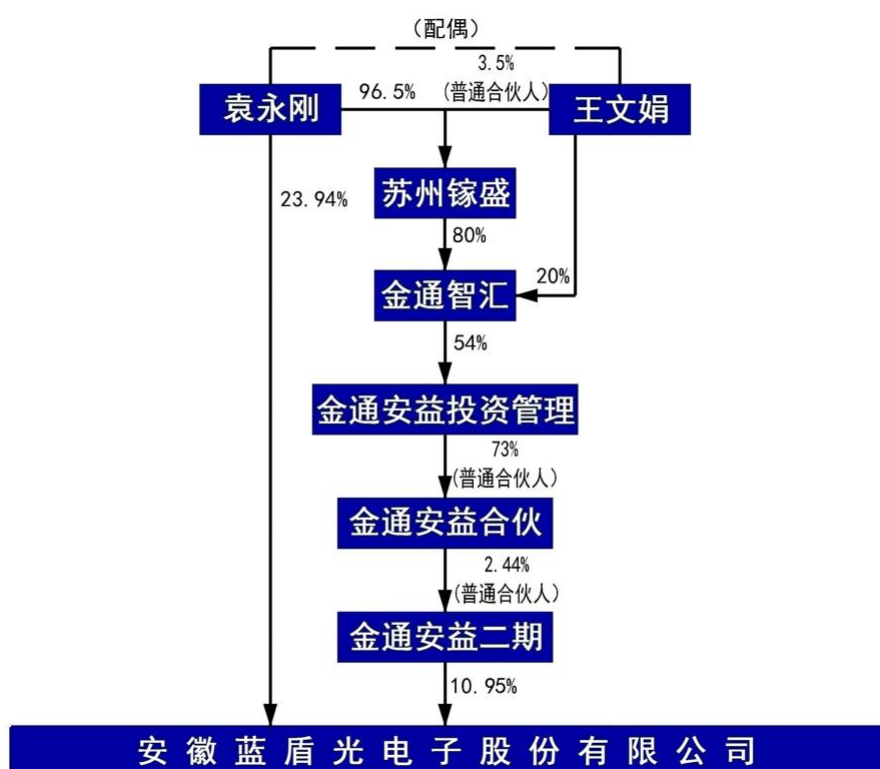 （配偶）
3.5%
96.5%
（普通合伙人）
袁永刚
王文娟
苏州镓盛
23.94%
80%
20%
金通智汇
54%
金通安益投资管理
73%
（普通合伙人）
金通安益合伙
2.44%
（普通合伙人）
金通安益二期
10.95%
安徽蓝盾光电子股份有限公司